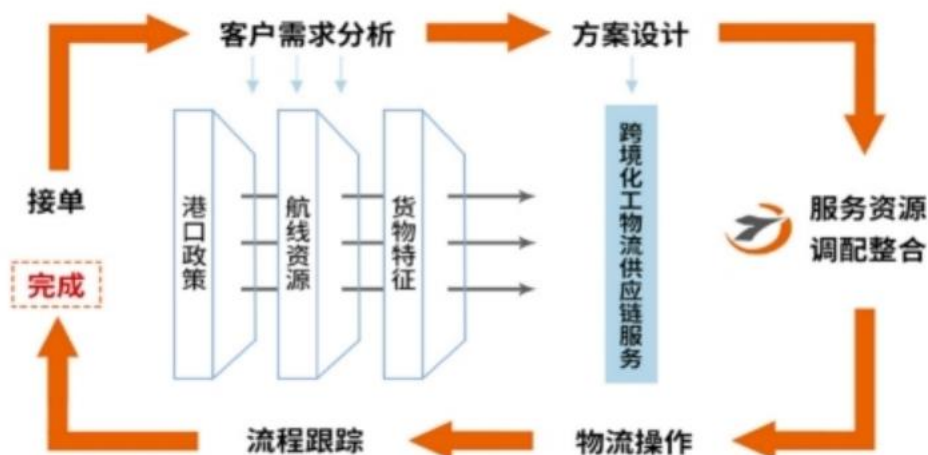 客户需求分析
方案设计
接单
港口政策
航线资源
货物特征
跨境化工物流供应链服务
服务资源
调配整合
完成
流程跟踪
物流操作